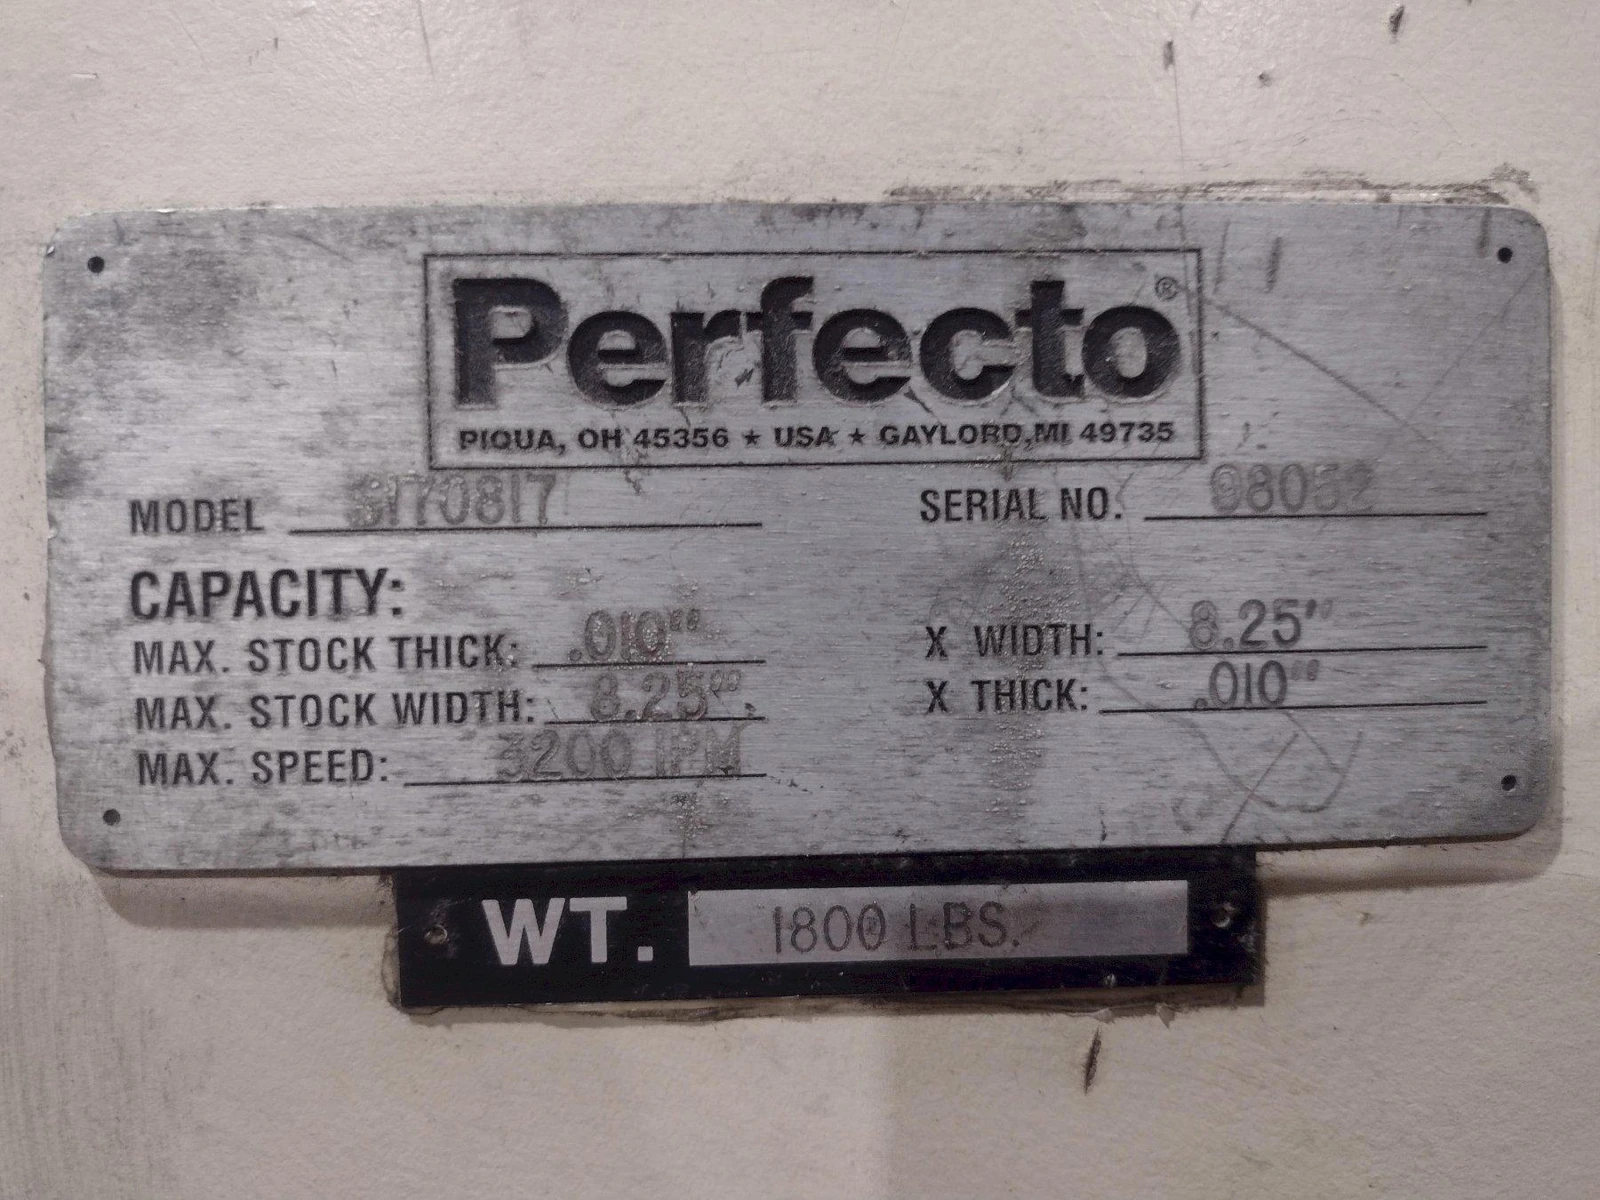 Perfecto®
PIQUA, OH 45356 ★ USA ★ GAYLORD, MI 49735
MODEL S170817 SERIAL NO. 98052
CAPACITY:
MAX. STOCK THICK: .010" X WIDTH: 8.25"
MAX. STOCK WIDTH: 8.25" X THICK: .010"
MAX. SPEED: 3200 IPM
WT. 1800 LBS.